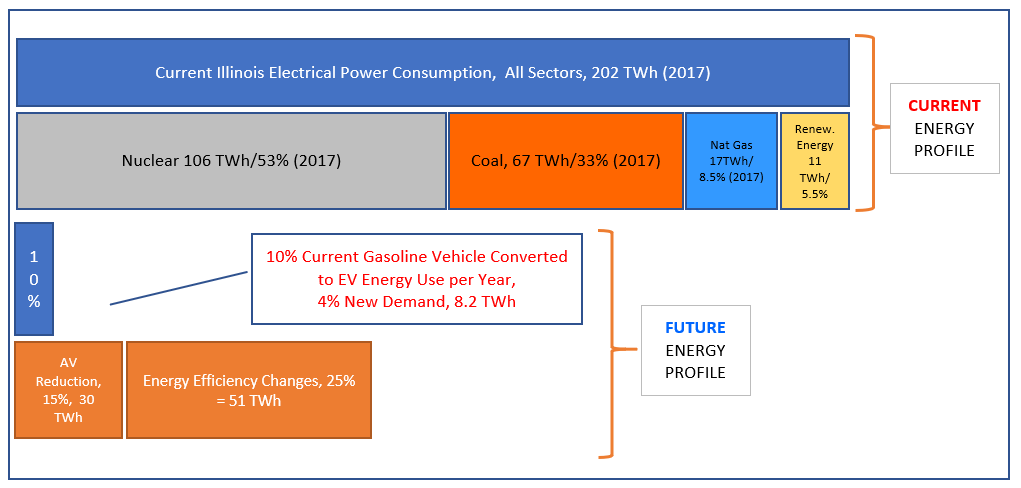 Current Illinois Electrical Power Consumption, All Sectors, 202 TWh (2017)
CURRENT
ENERGY
PROFILE
Nuclear 106 TWh/53% (2017)
Coal, 67 TWh/33% (2017)
Nat Gas
17TWh/
8.5% (2017)
Renew.
Energy
11
TWh/
5.5%
1
0
%
10% Current Gasoline Vehicle Converted
to EV Energy Use per Year,
4% New Demand, 8.2 TWh
FUTURE
ENERGY
PROFILE
AV
Reduction,
15%, 30
TWh
Energy Efficiency Changes, 25%
= 51 TWh